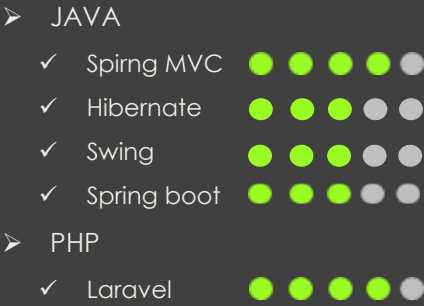 JAVA
Spirng MVC
Hibernate
Swing
Spring boot
PHP
Laravel